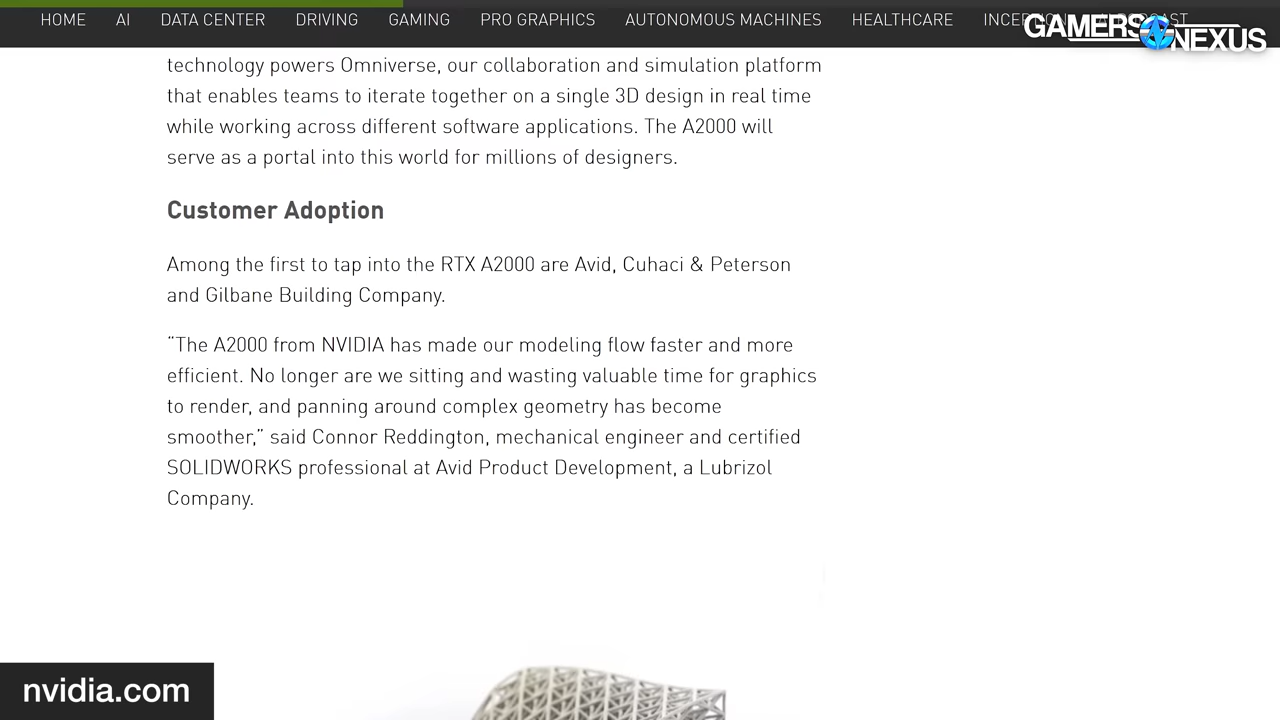 HOME AI DATA CENTER DRIVING GAMING PRO GRAPHICS AUTONOMOUS MACHINES HEALTHCARE
GAMERS NEXUS
technology powers Omniverse, our collaboration and simulation platform
that enables teams to iterate together on a single 3D design in real time
while working across different software applications. The A2000 will
serve as a portal into this world for millions of designers.
Customer Adoption
Among the first to tap into the RTX A2000 are Avid, Cuhaci & Peterson
and Gilbane Building Company.
“The A2000 from NVIDIA has made our modeling flow faster and more
efficient. No longer are we sitting and wasting valuable time for graphics
to render, and panning around complex geometry has become
smoother,” said Connor Reddington, mechanical engineer and certified
SOLIDWORKS professional at Avid Product Development, a Lubrizol
Company.
nvidia.com